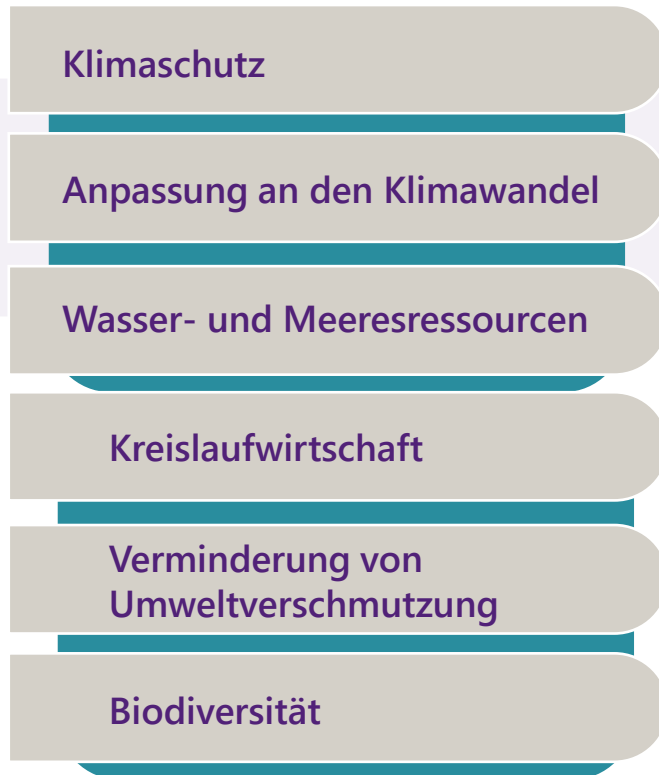 Klimaschutz
Anpassung an den Klimawandel
Wasser- und Meeresressourcen
Kreislaufwirtschaft
Verminderung von
Umweltverschmutzung
Biodiversität